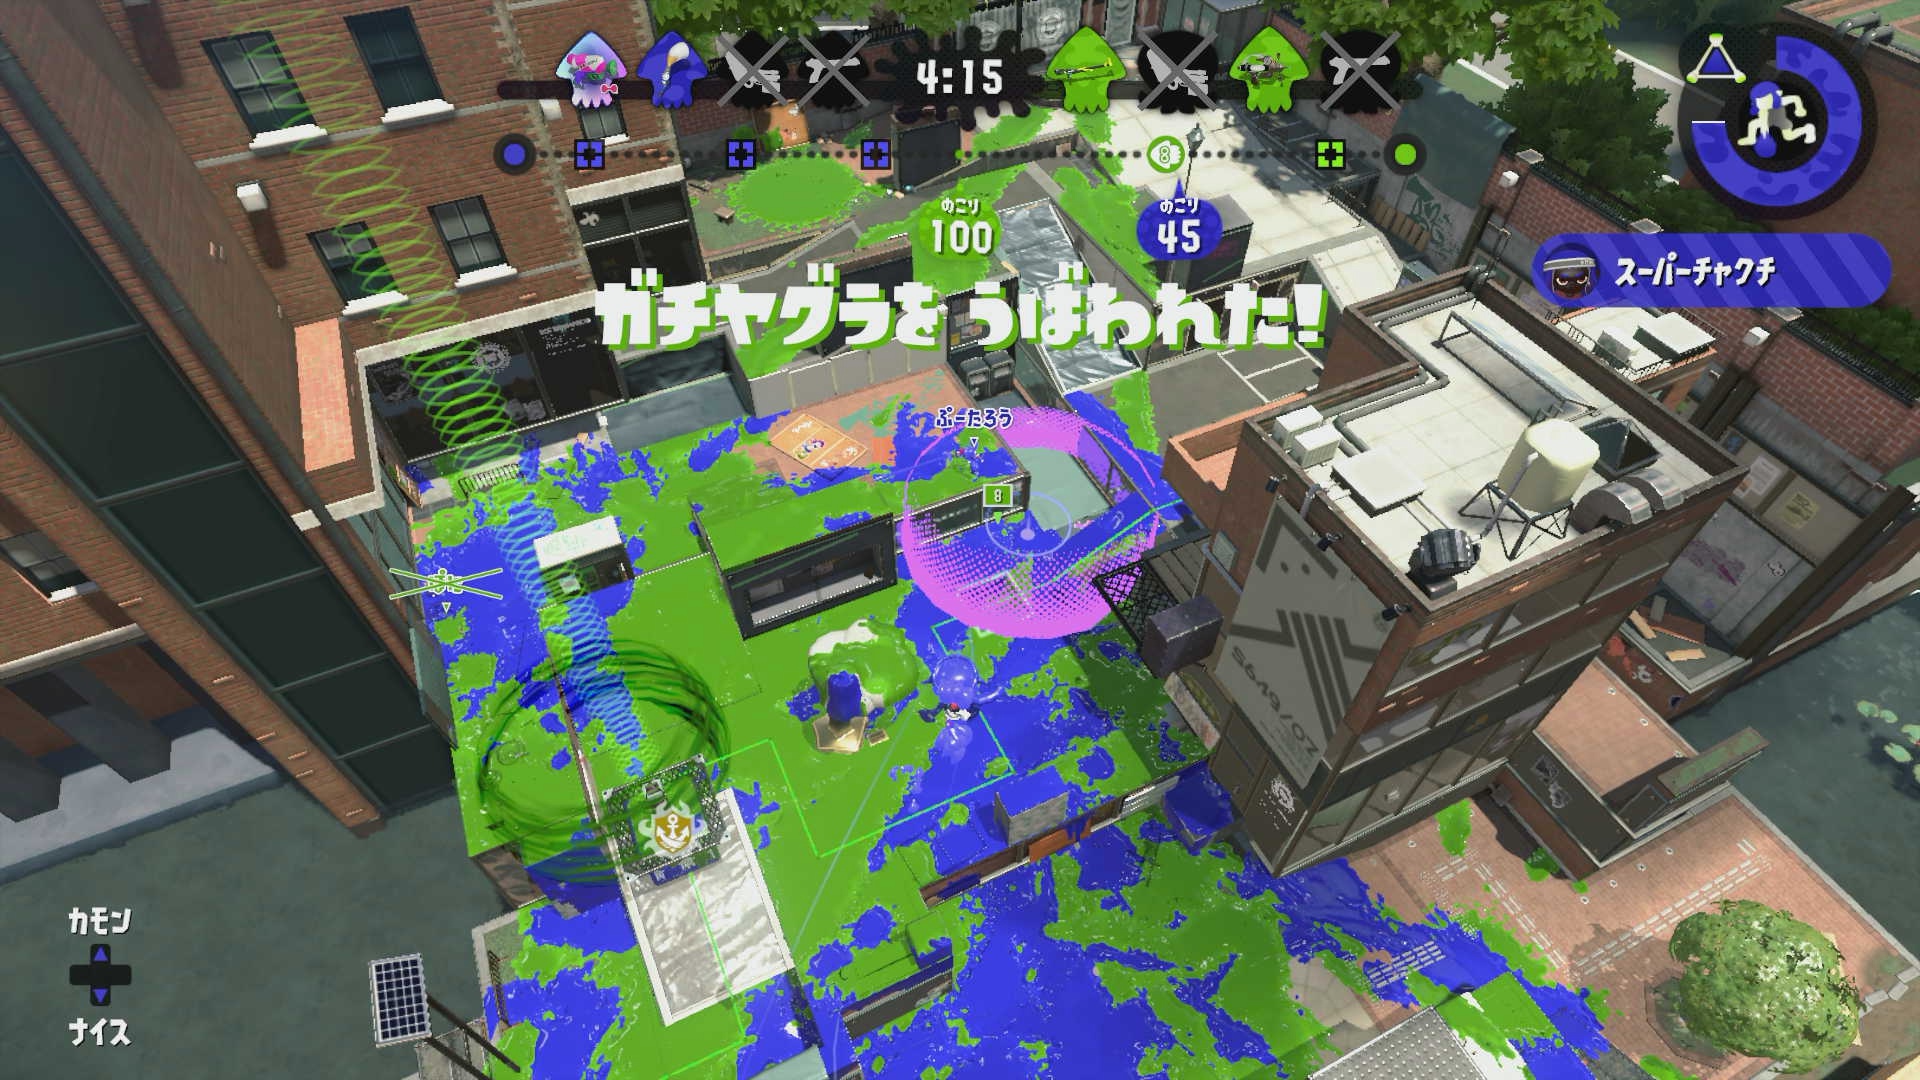 4:15
8
のこり
100
のこり
45
スーパーチャクチ
ガチヤグラを うばわれた!
ぷーたろう
8
カモン
ナイス